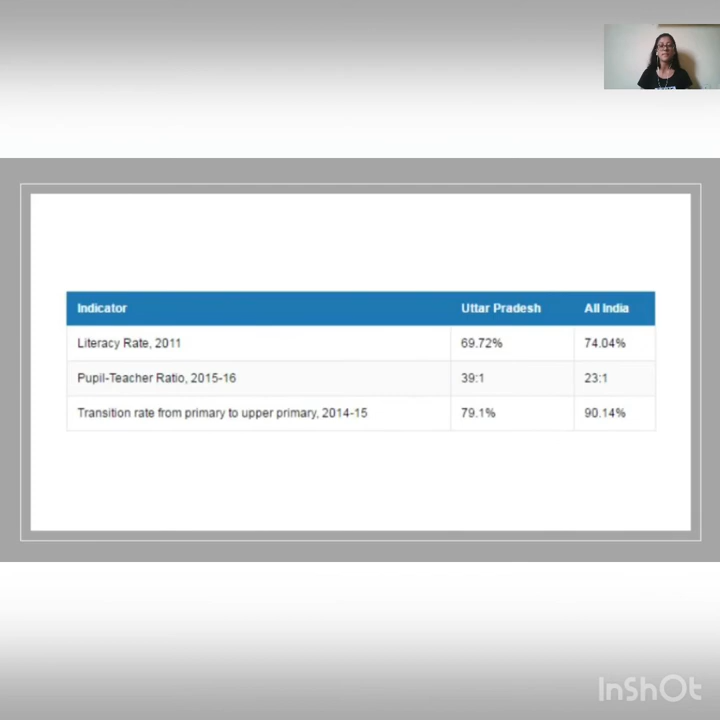 Indicator Uttar Pradesh All India
Literacy Rate, 2011 69.72% 74.04%
Pupil-Teacher Ratio, 2015-16 39:1 23:1
Transition rate from primary to upper primary, 2014-15 79.1% 90.14%
InShOt